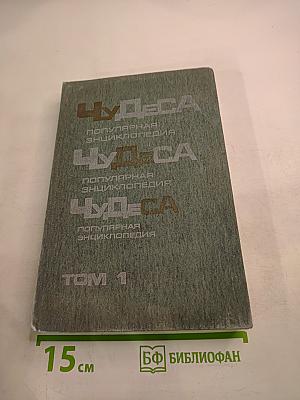 ЧУДЕСА
ПОПУЛЯРНАЯ
ЭНЦИКЛОПЕДИЯ
ЧУДЕСА
ПОПУЛЯРНАЯ
ЭНЦИКЛОПЕДИЯ
ЧУДЕСА
ПОПУЛЯРНАЯ
ЭНЦИКЛОПЕДИЯ
ТОМ 1
15 см
БФ БИБЛИОФАН